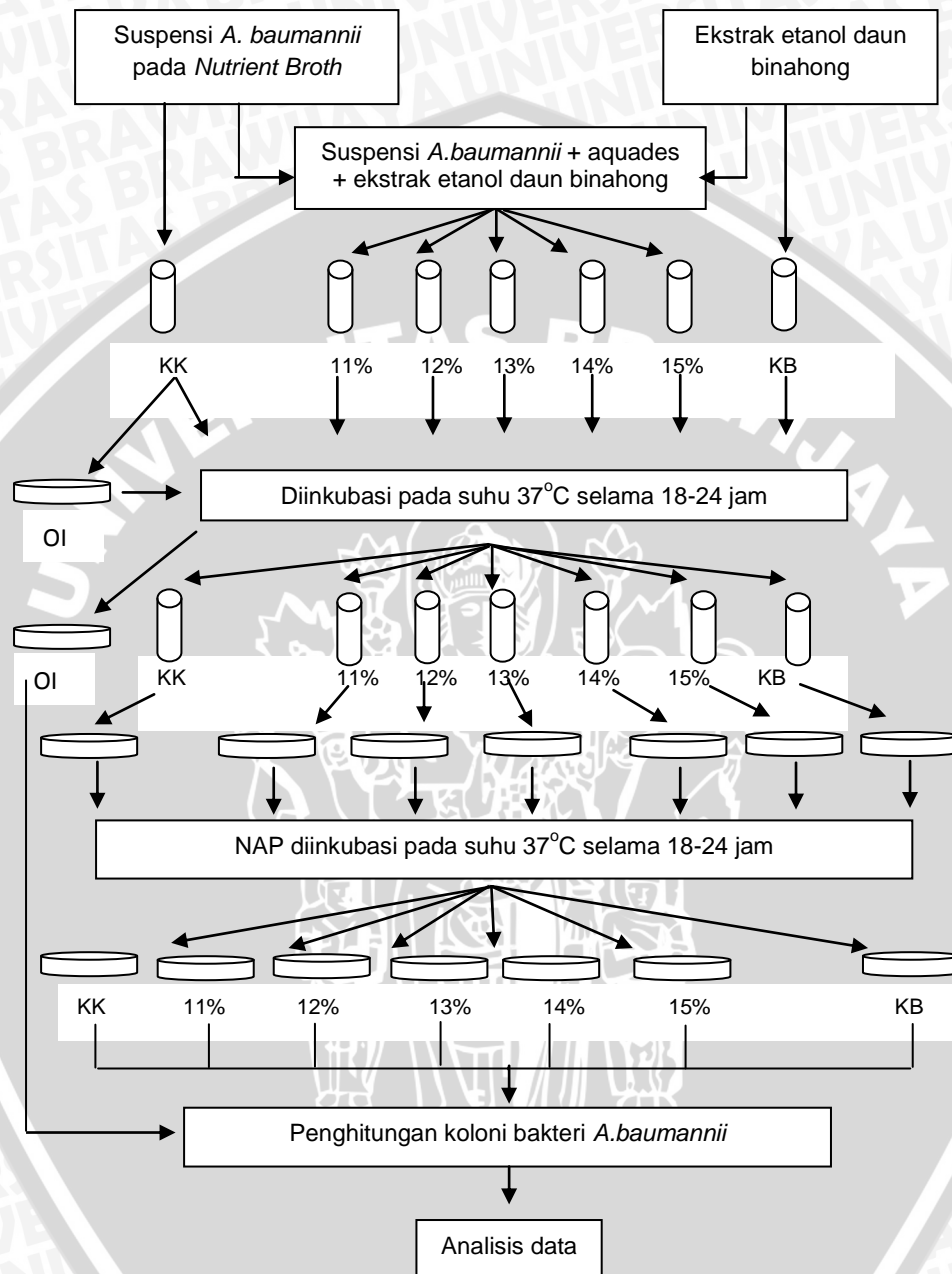 Suspensi A. baumannii
pada Nutrient Broth
Ekstrak etanol daun
binahong
Suspensi A.baumannii + aquades
+ ekstrak etanol daun binahong
KK 11% 12% 13% 14% 15% KB
Diinkubasi pada suhu 37°C selama 18-24 jam
OI
OI
KK 11% 12% 13% 14% 15% KB
NAP diinkubasi pada suhu 37°C selama 18-24 jam
KK 11% 12% 13% 14% 15% KB
Penghitungan koloni bakteri A.baumannii
Analisis data
UNIVERSITAS BRAWIJAYA